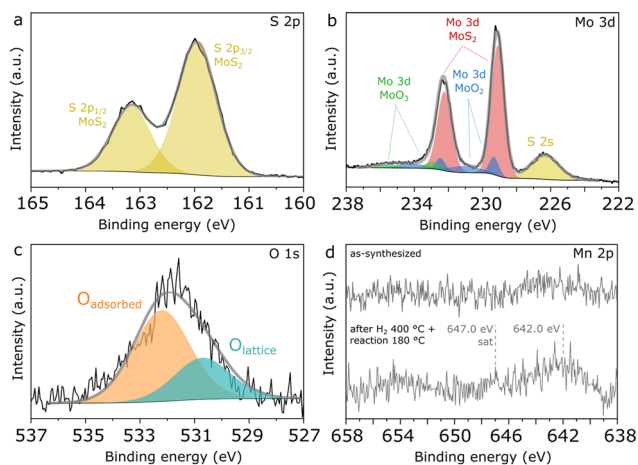 a
S 2p
S 2p3/2
MoS2
S 2p1/2
MoS2
Intensity (a.u.)
165 164 163 162 161 160
Binding energy (eV)
b
Mo 3d
Mo 3d
MoS2
Mo 3d
MoO2
Mo 3d
MoO3
S 2s
Intensity (a.u.)
238 234 230 226 222
Binding energy (eV)
c
O 1s
Oadsorbed
Olattice
Intensity (a.u.)
537 535 533 531 529 527
Binding energy (eV)
d
Mn 2p
as-synthesized
after H2 400 °C +
reaction 180 °C
647.0 eV
sat
642.0 eV
Intensity (a.u.)
658 654 650 646 642 638
Binding energy (eV)